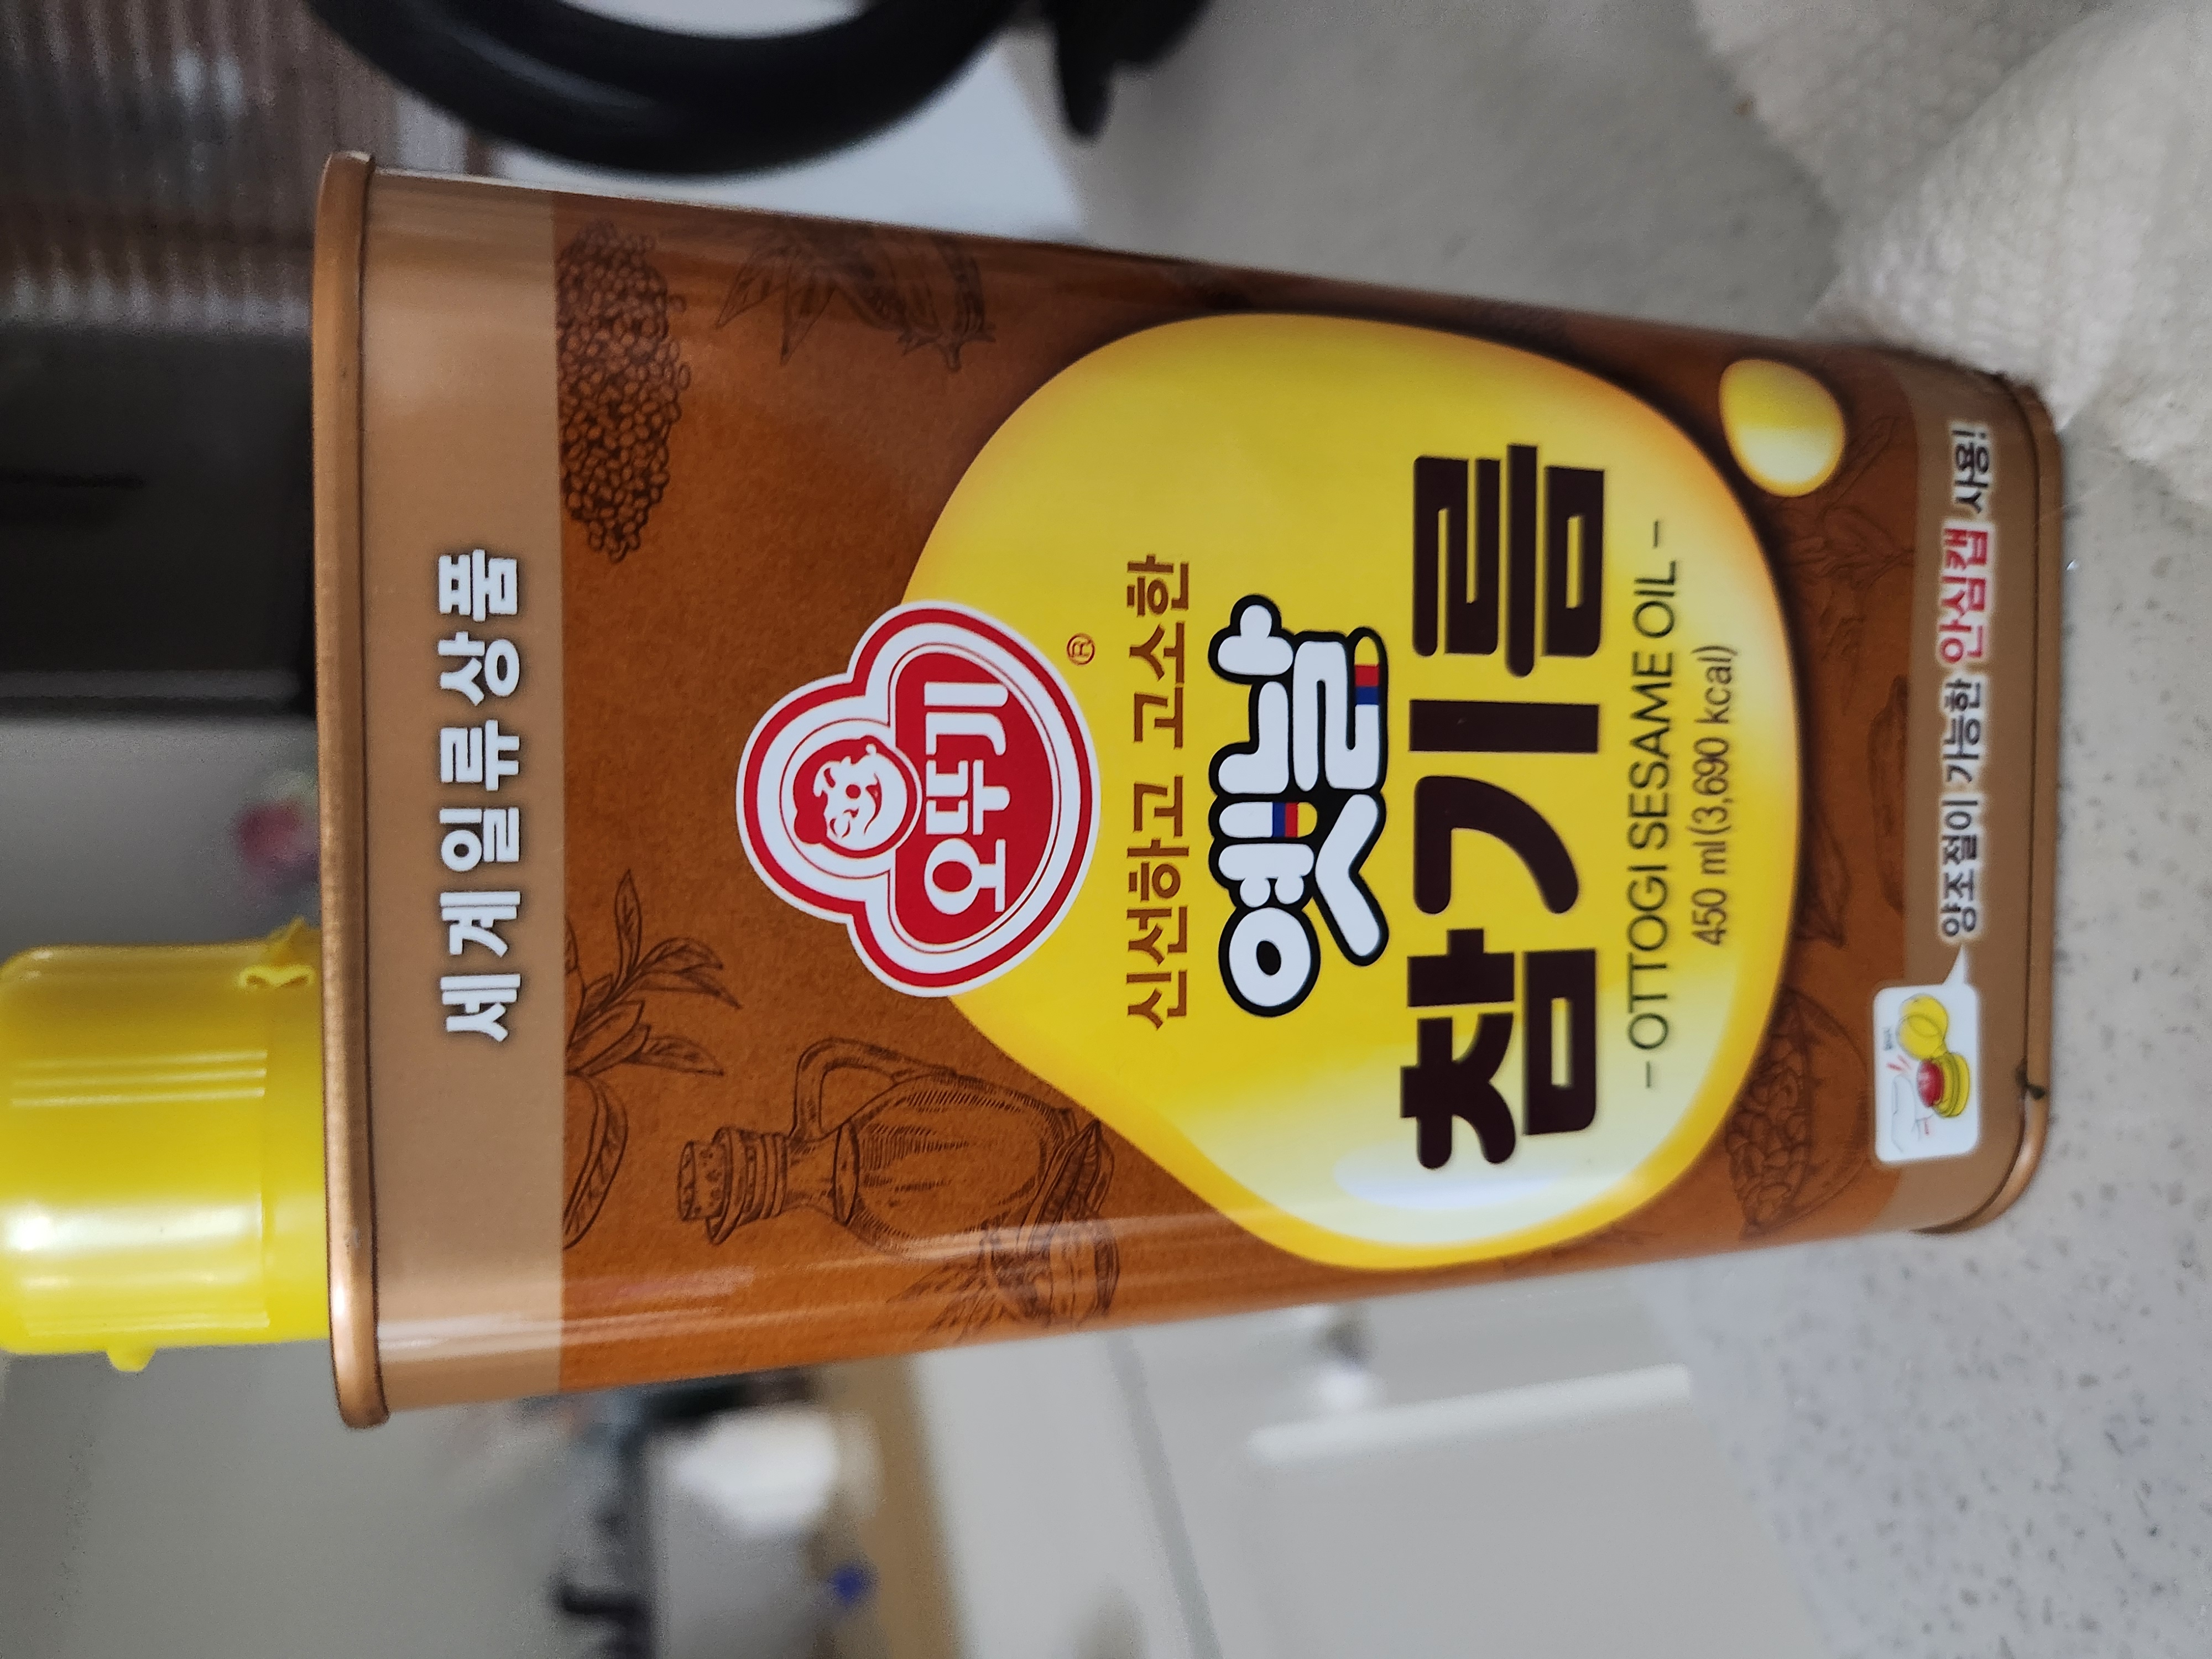 세계일류상품
오뚜기
®
신선하고 고소한
옛날
참기름
- OTTOGI SESAME OIL -
450 ml(3,690 kcal)
양조절이 가능한 안심캡 사용!